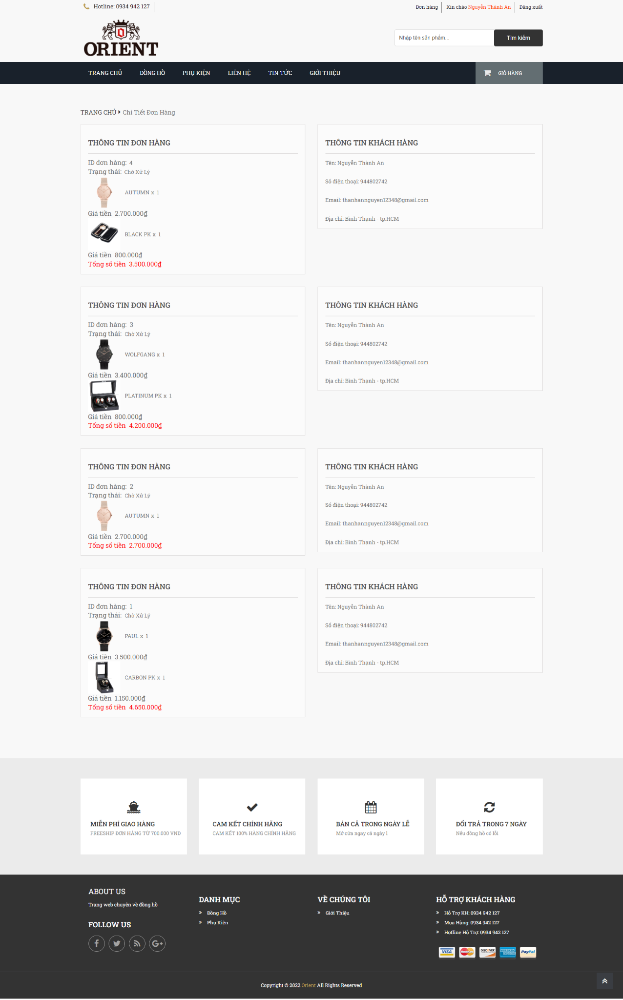 Hotline: 0934 942 127
Đơn hàng
Xin chào Nguyễn Thành An
Đăng xuất
ORIENT
Nhập tên sản phẩm...
Tìm kiếm
TRANG CHỦ
ĐỒNG HỒ
PHỤ KIỆN
LIÊN HỆ
TIN TỨC
GIỚI THIỆU
GIỎ HÀNG
TRANG CHỦ Chi Tiết Đơn Hàng
THÔNG TIN ĐƠN HÀNG
ID đơn hàng: 4
Trạng thái: Chờ Xử Lý
AUTUMN x 1
Giá tiền 2.700.000₫
BLACK PK x 1
Giá tiền 800.000₫
Tổng số tiền 3.500.000₫
THÔNG TIN KHÁCH HÀNG
Tên: Nguyễn Thành An
Số điện thoại: 944802742
Email: thanhannguyen12348@gmail.com
Địa chỉ: Bình Thạnh - tp.HCM
THÔNG TIN ĐƠN HÀNG
ID đơn hàng: 3
Trạng thái: Chờ Xử Lý
WOLFGANG x 1
Giá tiền 3.400.000₫
PLATINUM PK x 1
Giá tiền 800.000₫
Tổng số tiền 4.200.000₫
THÔNG TIN KHÁCH HÀNG
Tên: Nguyễn Thành An
Số điện thoại: 944802742
Email: thanhannguyen12348@gmail.com
Địa chỉ: Bình Thạnh - tp.HCM
THÔNG TIN ĐƠN HÀNG
ID đơn hàng: 2
Trạng thái: Chờ Xử Lý
AUTUMN x 1
Giá tiền 2.700.000₫
Tổng số tiền 2.700.000₫
THÔNG TIN KHÁCH HÀNG
Tên: Nguyễn Thành An
Số điện thoại: 944802742
Email: thanhannguyen12348@gmail.com
Địa chỉ: Bình Thạnh - tp.HCM
THÔNG TIN ĐƠN HÀNG
ID đơn hàng: 1
Trạng thái: Chờ Xử Lý
PAUL x 1
Giá tiền 3.500.000₫
CARBON PK x 1
Giá tiền 1.150.000₫
Tổng số tiền 4.650.000₫
THÔNG TIN KHÁCH HÀNG
Tên: Nguyễn Thành An
Số điện thoại: 944802742
Email: thanhannguyen12348@gmail.com
Địa chỉ: Bình Thạnh - tp.HCM
MIỄN PHÍ GIAO HÀNG
FREESHIP ĐƠN HÀNG TỪ 700.000 VND
CAM KẾT CHÍNH HÃNG
CAM KẾT 100% HÀNG CHÍNH HÃNG
BÁN CẢ TRONG NGÀY LỄ
Mở cửa ngay cả ngày l
ĐỔI TRẢ TRONG 7 NGÀY
Nếu đồng hồ có lỗi
ABOUT US
Trang web chuyên về đồng hồ
FOLLOW US
DANH MỤC
Đồng Hồ
Phụ Kiện
VỀ CHÚNG TÔI
Giới Thiệu
HỖ TRỢ KHÁCH HÀNG
Hỗ Trợ KH: 0934 942 127
Mua Hàng: 0934 942 127
Hotline Hỗ Trợ: 0934 942 127
VISA MasterCard DISCOVER AMERICAN EXPRESS PayPal
Copyright © 2022 Orient All Rights Reserved